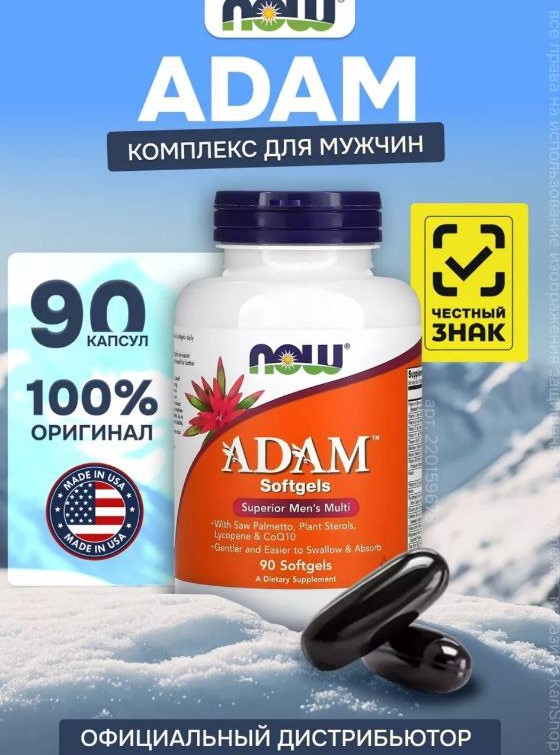 NOW
ADAM
КОМПЛЕКС ДЛЯ МУЖЧИН
90
КАПСУЛ
100%
ОРИГИНАЛ
MADE IN USA
MADE IN USA
ЧЕСТНЫЙ
ЗНАК
NOW®
ADAM™
Softgels
Superior Men's Multi
•With Saw Palmetto, Plant Sterols,
Lycopene & CoQ10
•Gentler and Easier to Swallow & Absorb
90 Softgels
A Dietary Supplement
ОФИЦИАЛЬНЫЙ ДИСТРИБЬЮТОР